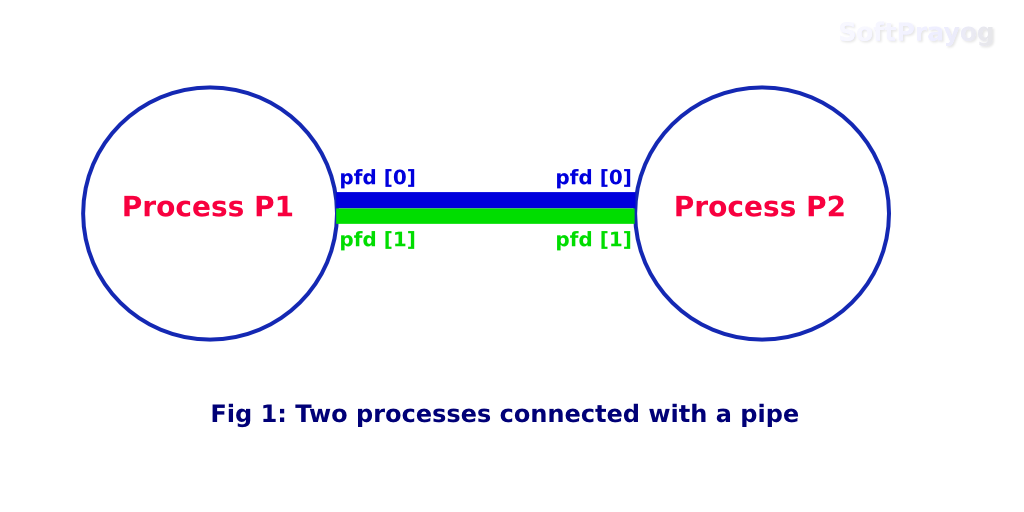 SoftPrayog
pfd [0] pfd [0]
Process P1 Process P2
pfd [1] pfd [1]
Fig 1: Two processes connected with a pipe